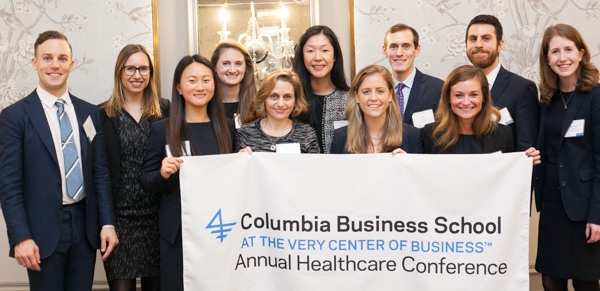 Columbia Business School
AT THE VERY CENTER OF BUSINESS™
Annual Healthcare Conference